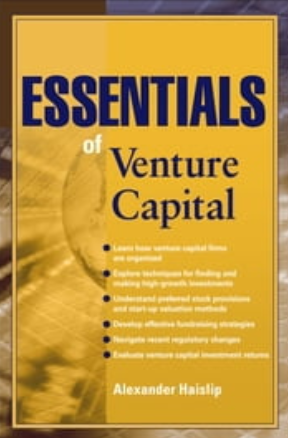 ESSENTIALS
of
Venture
Capital
Learn how venture capital firms
are organised
Explore techniques for finding and
making high-growth investments
Understand preferred stock provisions
and start-up valuation methods
Develop effective fundraising strategies
Navigate recent regulatory changes
Evaluate venture capital investment returns
Alexander Haislip